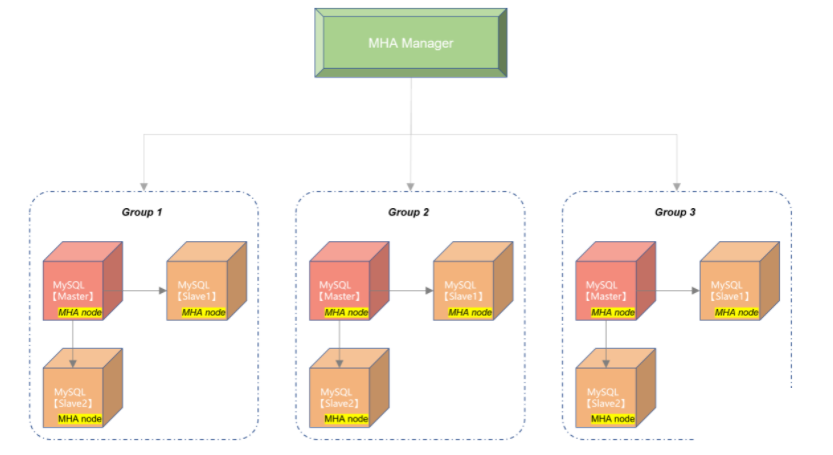 MHA Manager
Group 1
Group 2
Group 3
MySQL
【Master】
MHA node
MySQL
【Slave1】
MHA node
MySQL
【Master】
MHA node
MySQL
【Slave1】
MHA node
MySQL
【Master】
MHA node
MySQL
【Slave1】
MHA node
MySQL
【Slave2】
MHA node
MySQL
【Slave2】
MHA node
MySQL
【Slave2】
MHA node